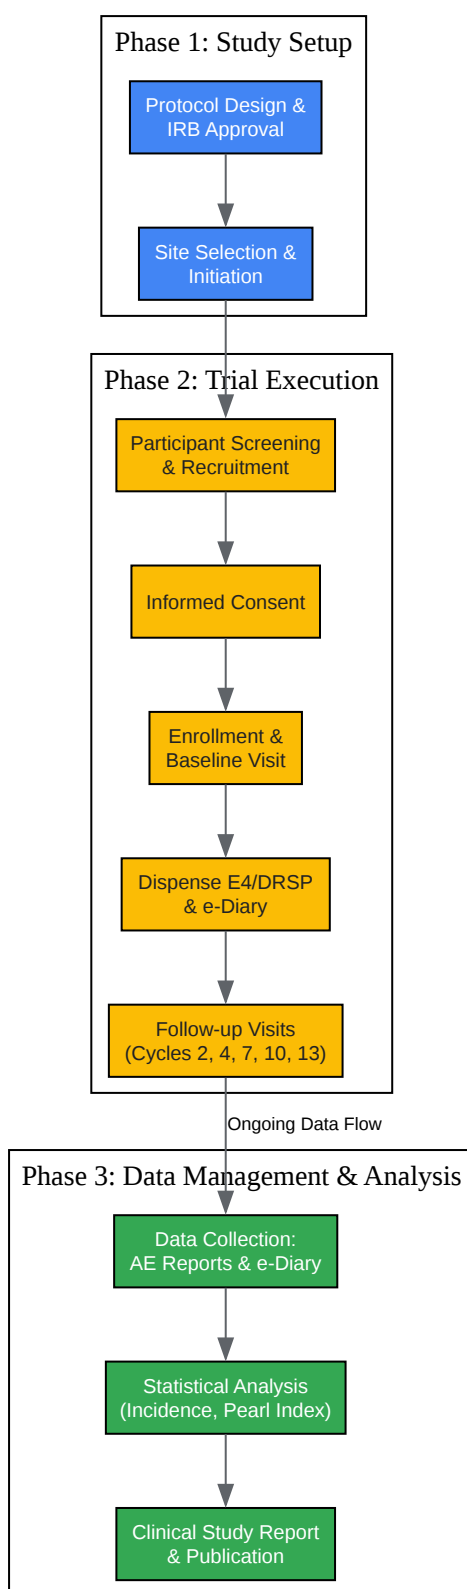 Phase 1: Study Setup
Protocol Design &
IRB Approval
Site Selection &
Initiation
Phase 2: Trial Execution
Participant Screening
& Recruitment
Informed Consent
Enrollment &
Baseline Visit
Dispense E4/DRSP
& e-Diary
Follow-up Visits
(Cycles 2, 4, 7, 10, 13)
Ongoing Data Flow
Phase 3: Data Management & Analysis
Data Collection:
AE Reports & e-Diary
Statistical Analysis
(Incidence, Pearl Index)
Clinical Study Report
& Publication